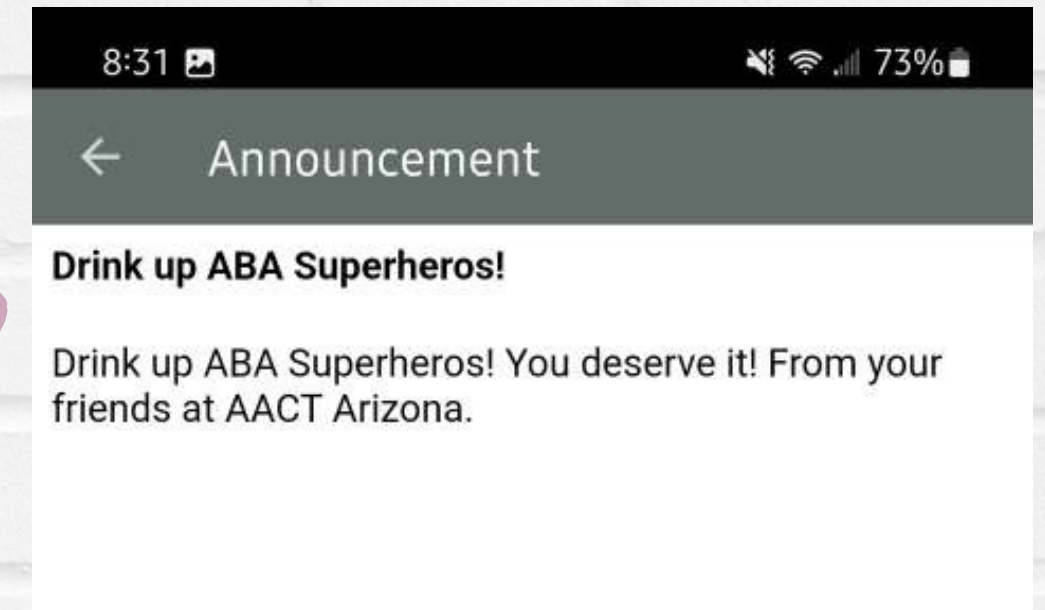 8:31
73%
Announcement
Drink up ABA Superheros!
Drink up ABA Superheros! You deserve it! From your
friends at AACT Arizona.